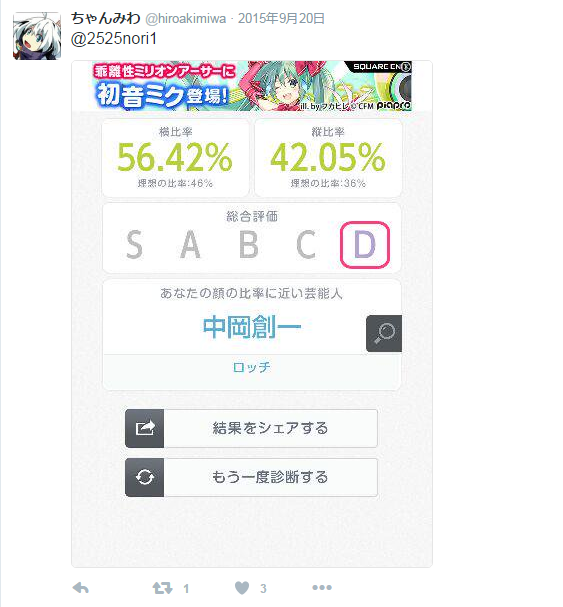 ちゃんみわ @hiroakimiwa · 2015年9月20日
@2525nori1
乖離性ミリオンアーサーに
初音ミク登場!
SQUARE ENIX
ill. by フカヒレ © CFM piapro
横比率
56.42%
理想の比率:46%
縦比率
42.05%
理想の比率:36%
総合評価
S A B C D
あなたの顔の比率に近い芸能人
中岡創一
ロッチ
結果をシェアする
もう一度診断する
1 3